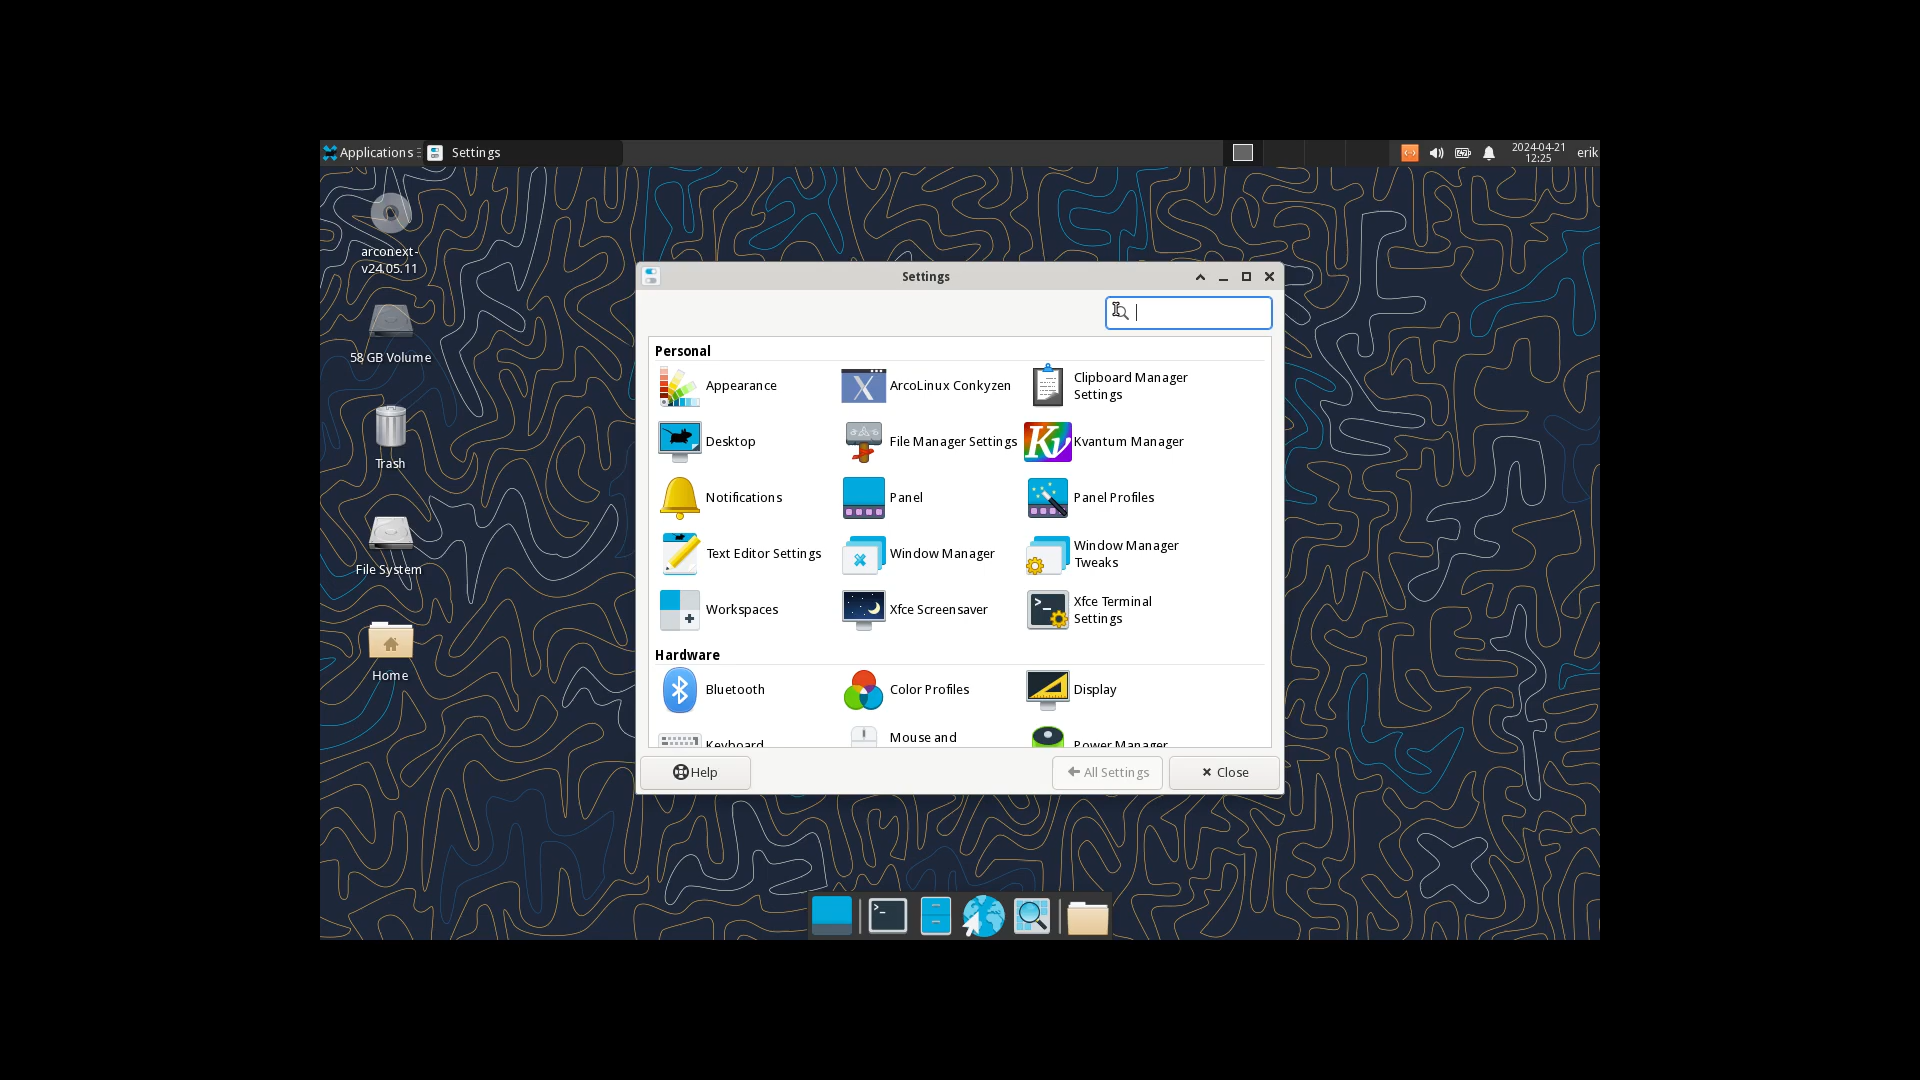 Applications
Settings
2024-04-21
12:25
erik
arconext-
v24.05.11
58 GB Volume
Trash
File System
Home
Settings
Personal
Appearance
ArcoLinux Conkyzen
Clipboard Manager
Settings
Desktop
File Manager Settings
Kvantum Manager
Notifications
Panel
Panel Profiles
Text Editor Settings
Window Manager
Window Manager
Tweaks
Workspaces
Xfce Screensaver
Xfce Terminal
Settings
Hardware
Bluetooth
Color Profiles
Display
Keyboard
Mouse and
Power Manager
Help
All Settings
Close